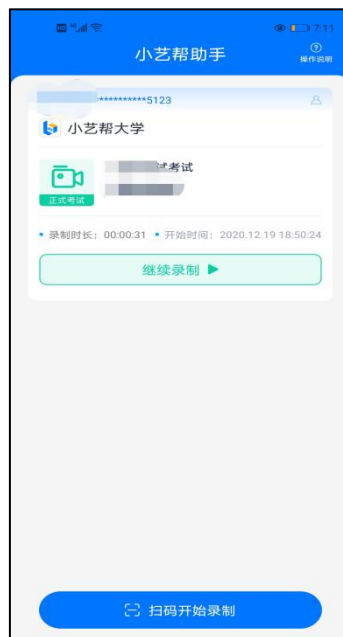 7:11
小艺帮助手
操作说明
**********5123
小艺帮大学
试考试
正式考试
• 录制时长：00:00:31 • 开始时间：2020.12.19 18:50:24
继续录制 ▶
扫码开始录制